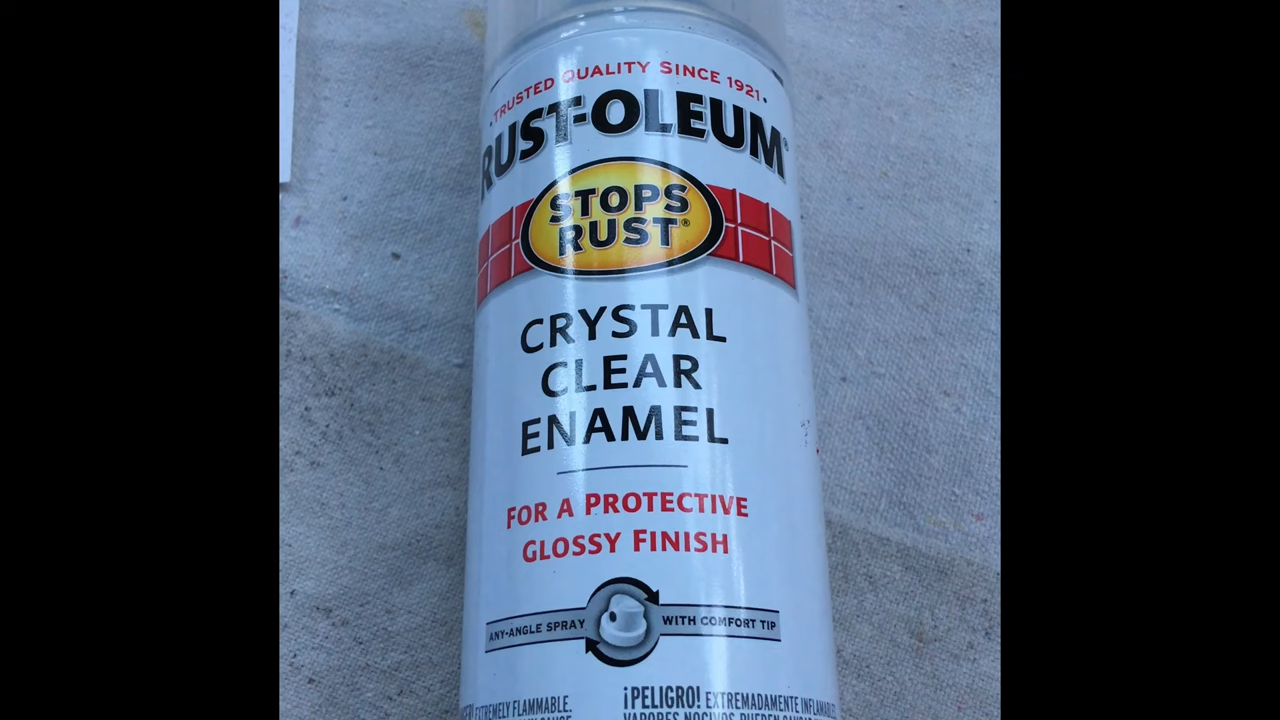 •TRUSTED QUALITY SINCE 1921•
RUST-OLEUM®
STOPS
RUST®
CRYSTAL
CLEAR
ENAMEL
FOR A PROTECTIVE
GLOSSY FINISH
ANY-ANGLE SPRAY WITH COMFORT TIP
EXTREMELY FLAMMABLE.
¡PELIGRO! EXTREMADAMENTE INFLAMABLE